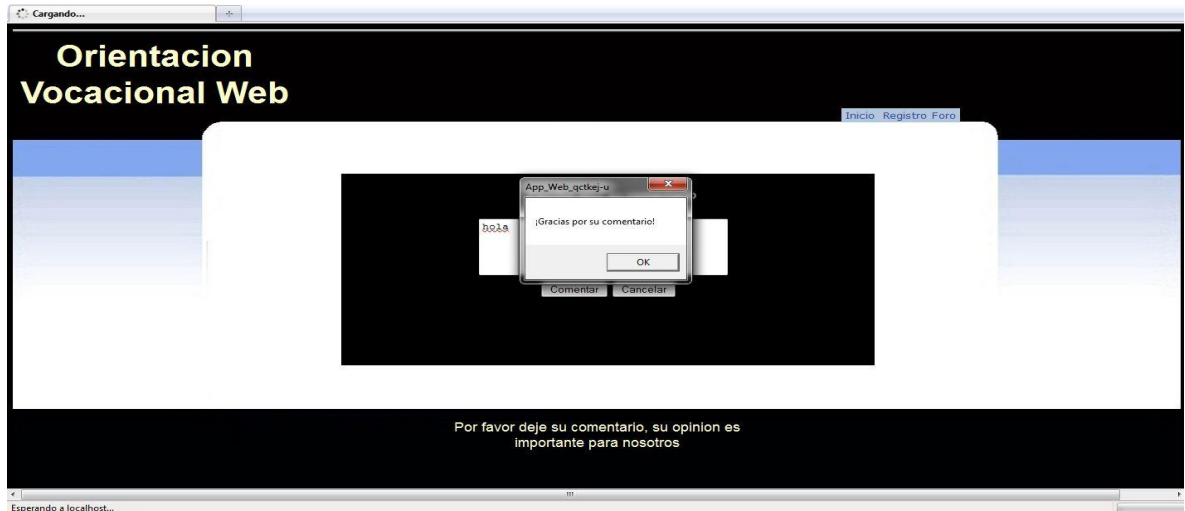 Cargando...
Orientacion
Vocacional Web
Inicio Registro Foro
App_Web_qctkej-u
¡Gracias por su comentario!
hola
OK
Comentar Cancelar
Por favor deje su comentario, su opinion es
importante para nosotros
Esperando a localhost...